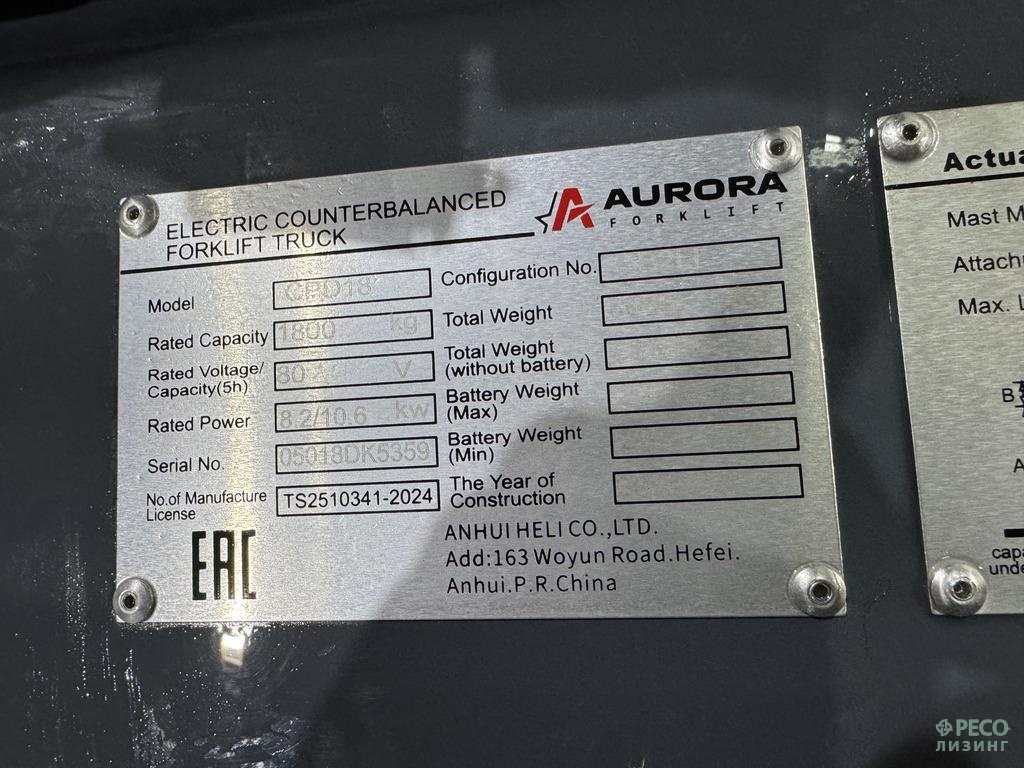 ELECTRIC COUNTERBALANCED
FORKLIFT TRUCK
AURORA
FORKLIFT
Model CPD18
Rated Capacity 1800 kg
Rated Voltage/
Capacity(5h) 80 V
Rated Power 8.2/10.6 kw
Serial No. 05018DK5359
No.of Manufacture
License TS2510341-2024
Configuration No.
Total Weight
Total Weight
(without battery)
Battery Weight
(Max)
Battery Weight
(Min)
The Year of
Construction
EAC
ANHUI HELI CO.,LTD.
Add:163 Woyun Road.Hefei.
Anhui.P.R.China
Actua
Mast M
Attach
Max. L
B
A
capa
unde
РЕСО
ЛИЗИНГ